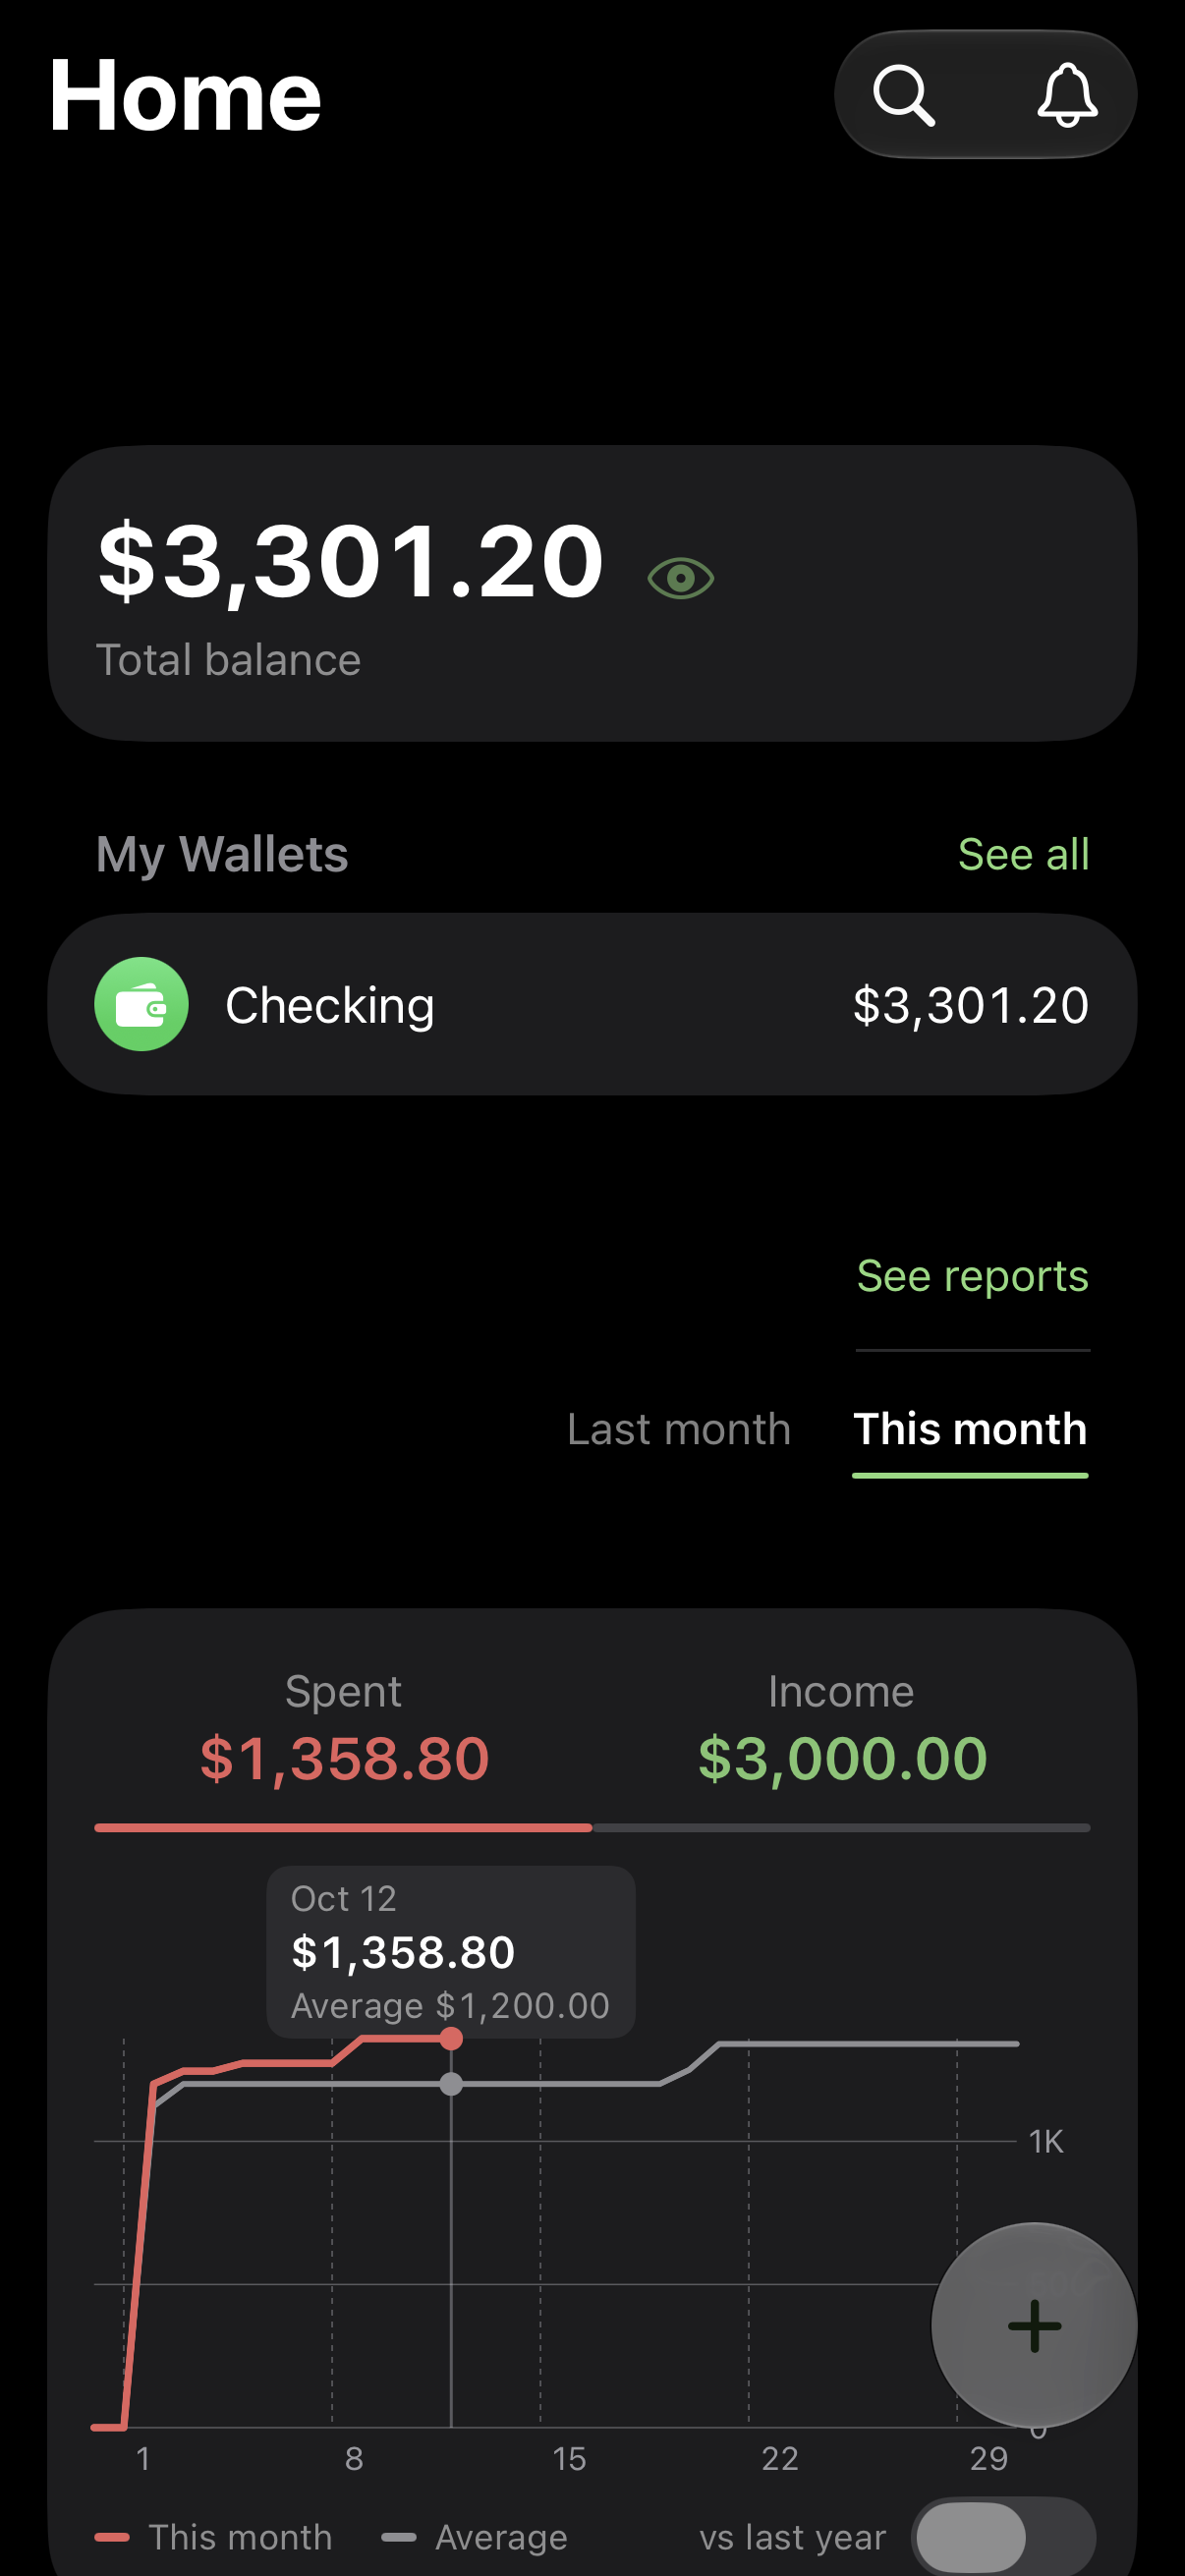 Home
$3,301.20
Total balance
My Wallets See all
Checking $3,301.20
See reports
Last month This month
Spent Income
$1,358.80 $3,000.00
Oct 12
$1,358.80
Average $1,200.00
1K
0
1 8 15 22 29
This month Average vs last year